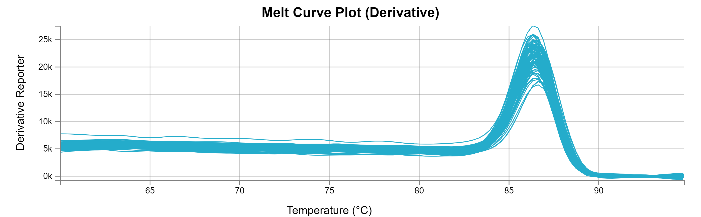 Melt Curve Plot (Derivative)
25k
20k
15k
10k
5k
0k
Derivative Reporter
65 70 75 80 85 90
Temperature (°C)